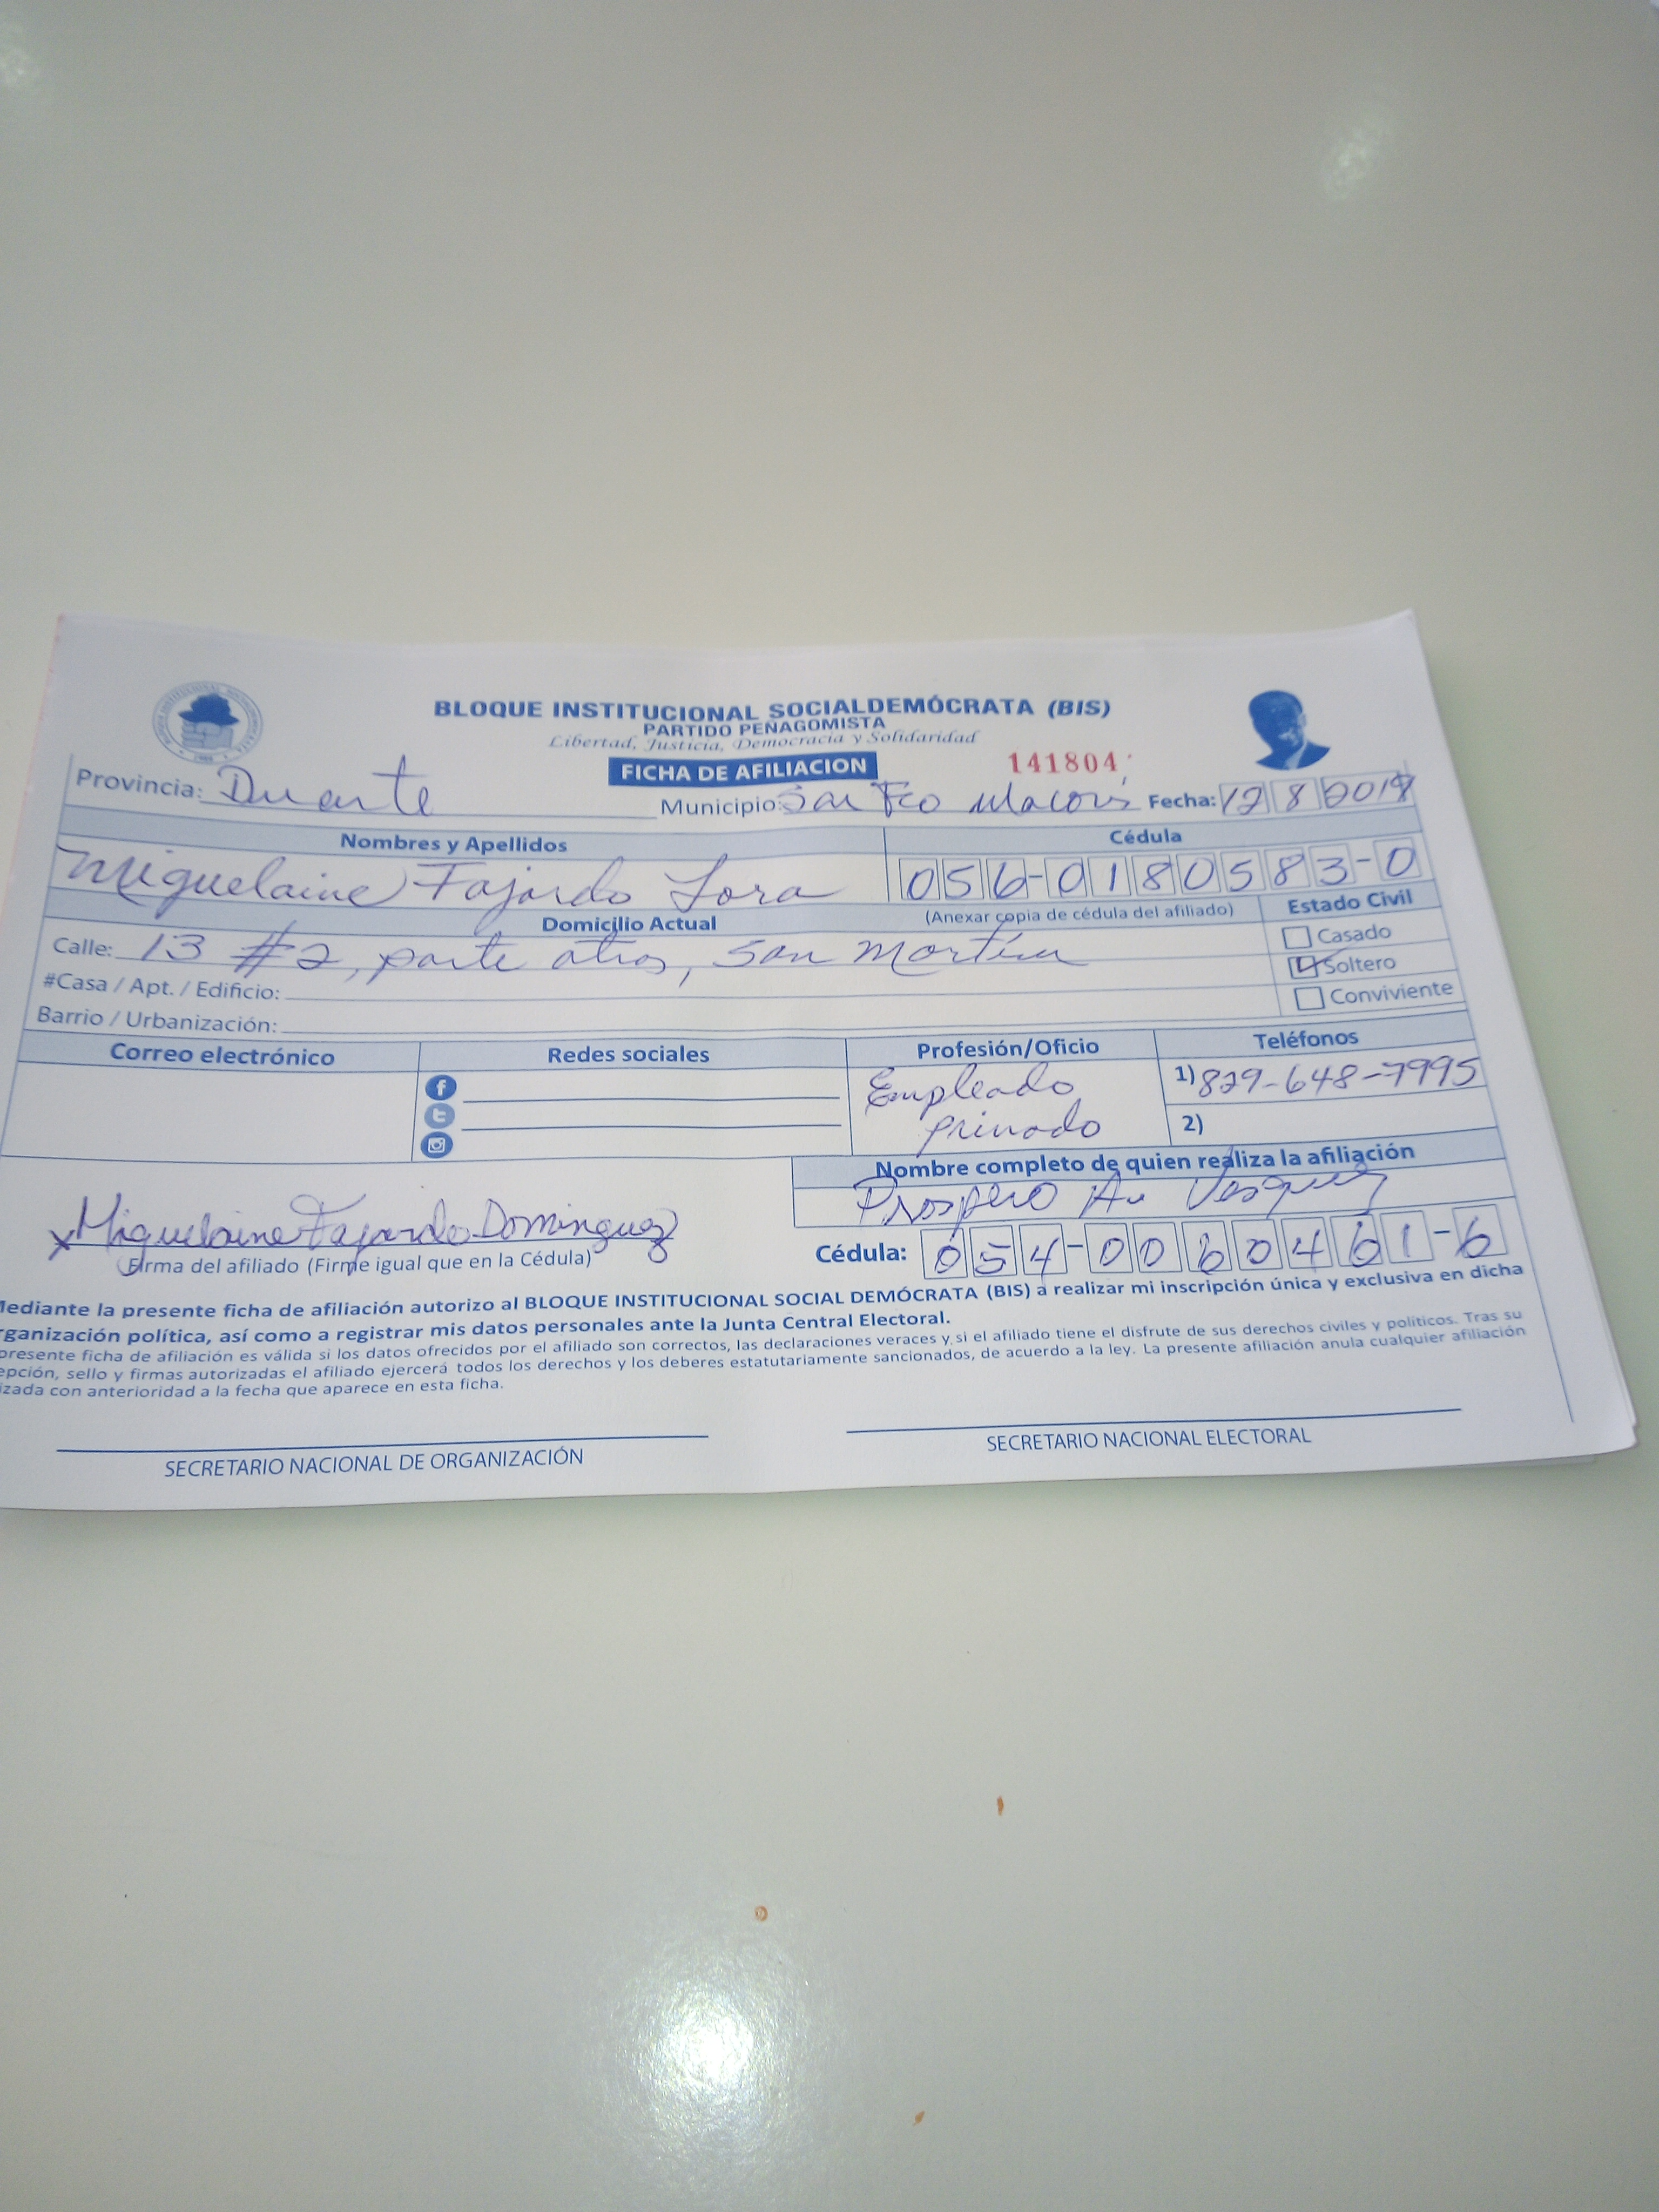 BLOQUE INSTITUCIONAL SOCIALDEMÓCRATA (BIS)
PARTIDO PEÑAGOMISTA
Libertad, Justicia, Democracia y Solidaridad
FICHA DE AFILIACION 141804
Provincia: Duarte Municipio: San Fco Macoris Fecha: 12 8 2019
Nombres y Apellidos Cédula
Miguelaine Fajardo Lora 056-0180583-0
Domicilio Actual (Anexar copia de cédula del afiliado) Estado Civil
Calle: 13 #2, parte atras, San Martín Casado
#Casa / Apt. / Edificio: Soltero
Barrio / Urbanización: Conviviente
Correo electrónico Redes sociales Profesión/Oficio Teléfonos
Empleado 1) 829-648-7995
privado 2)
Nombre completo de quien realiza la afiliación
Prospero Vasquez
x Miguelaine Fajardo Dominguez
Firma del afiliado (Firme igual que en la Cédula) Cédula: 054-0060461-6
Mediante la presente ficha de afiliación autorizo al BLOQUE INSTITUCIONAL SOCIAL DEMÓCRATA (BIS) a realizar mi inscripción única y exclusiva en dicha
rganización política, así como a registrar mis datos personales ante la Junta Central Electoral.
presente ficha de afiliación es válida si los datos ofrecidos por el afiliado son correctos, las declaraciones veraces y si el afiliado tiene el disfrute de sus derechos civiles y políticos. Tras su
epción, sello y firmas autorizadas el afiliado ejercerá todos los derechos y los deberes estatutariamente sancionados, de acuerdo a la ley. La presente afiliación anula cualquier afiliación
izada con anterioridad a la fecha que aparece en esta ficha.
SECRETARIO NACIONAL DE ORGANIZACIÓN SECRETARIO NACIONAL ELECTORAL